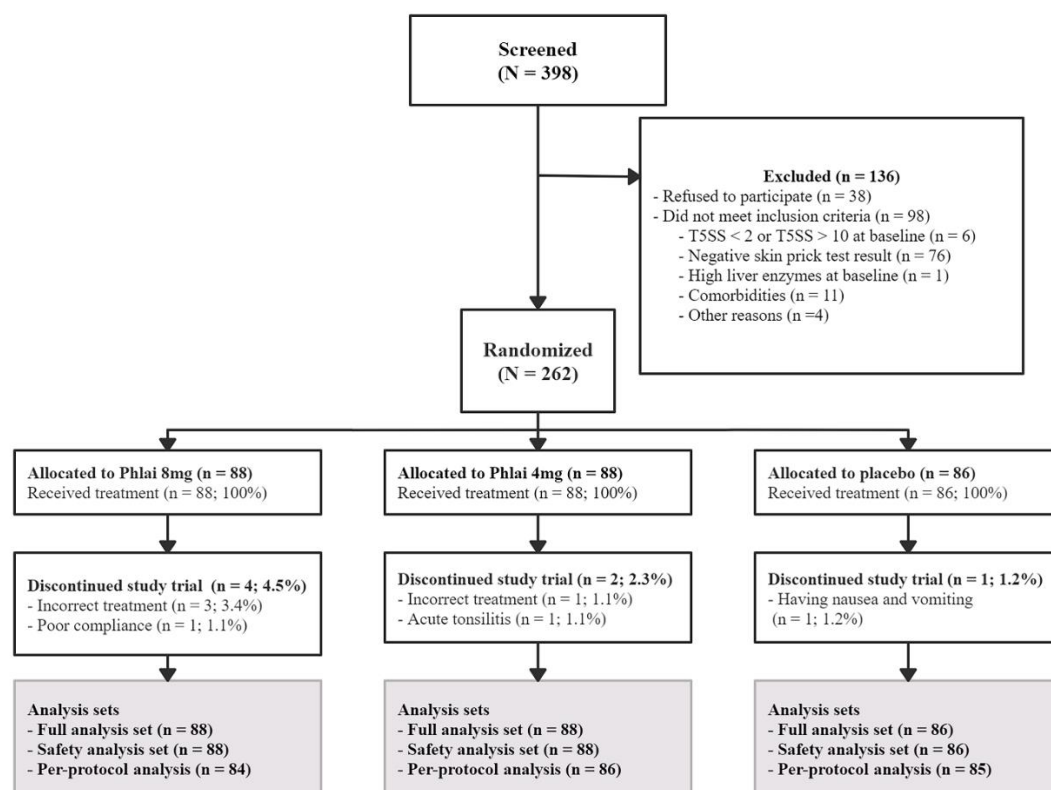 Screened
(N = 398)
Excluded (n = 136)
- Refused to participate (n = 38)
- Did not meet inclusion criteria (n = 98)
- T5SS < 2 or T5SS > 10 at baseline (n = 6)
- Negative skin prick test result (n = 76)
- High liver enzymes at baseline (n = 1)
- Comorbidities (n = 11)
- Other reasons (n =4)
Randomized
(N = 262)
Allocated to Phlai 8mg (n = 88)
Received treatment (n = 88; 100%)
Allocated to Phlai 4mg (n = 88)
Received treatment (n = 88; 100%)
Allocated to placebo (n = 86)
Received treatment (n = 86; 100%)
Discontinued study trial (n = 4; 4.5%)
- Incorrect treatment (n = 3; 3.4%)
- Poor compliance (n = 1; 1.1%)
Discontinued study trial (n = 2; 2.3%)
- Incorrect treatment (n = 1; 1.1%)
- Acute tonsilitis (n = 1; 1.1%)
Discontinued study trial (n = 1; 1.2%)
- Having nausea and vomiting
(n = 1; 1.2%)
Analysis sets
- Full analysis set (n = 88)
- Safety analysis set (n = 88)
- Per-protocol analysis (n = 84)
Analysis sets
- Full analysis set (n = 88)
- Safety analysis set (n = 88)
- Per-protocol analysis (n = 86)
Analysis sets
- Full analysis set (n = 86)
- Safety analysis set (n = 86)
- Per-protocol analysis (n = 85)